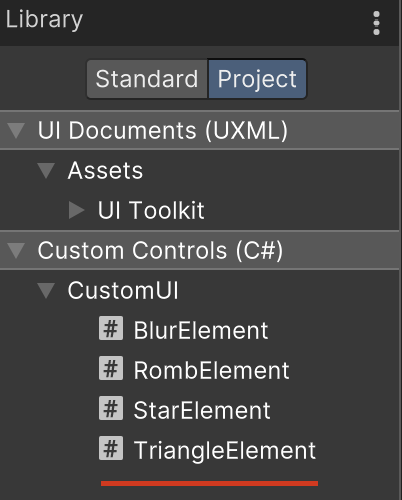 Library
Standard Project
UI Documents (UXML)
Assets
UI Toolkit
Custom Controls (C#)
CustomUI
# BlurElement
# RombElement
# StarElement
# TriangleElement